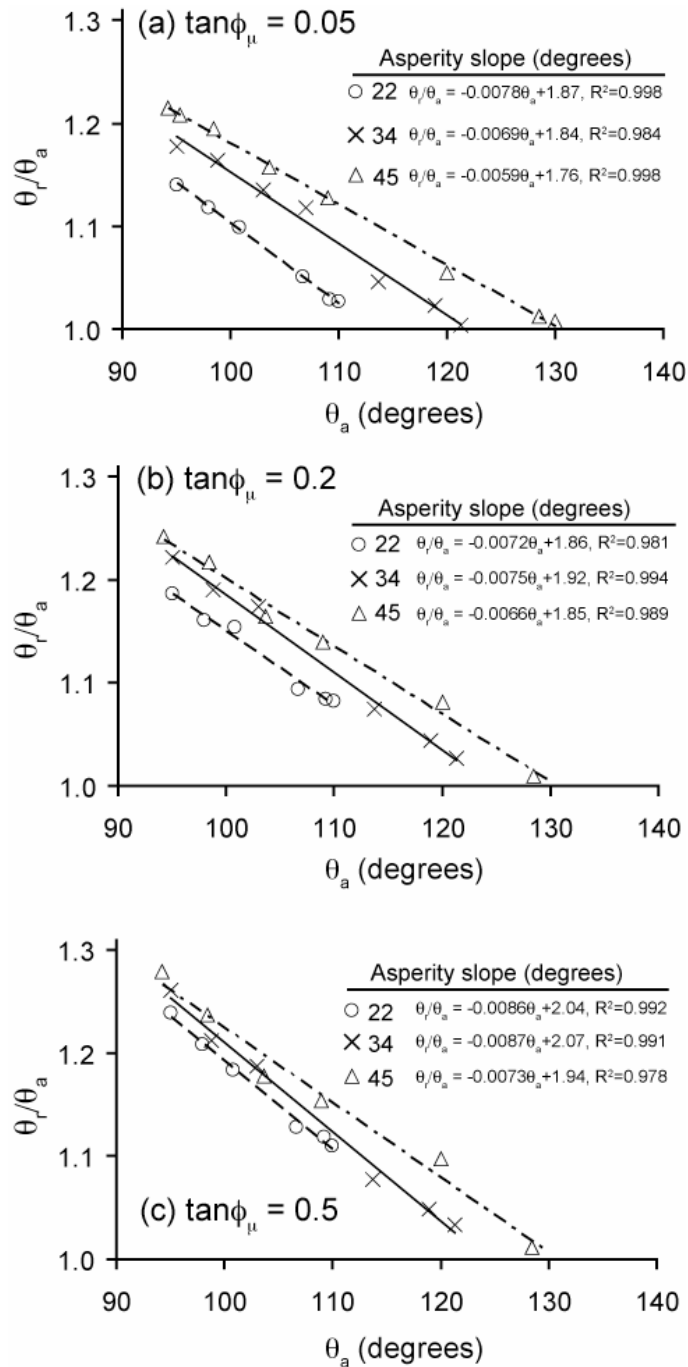 1.3
(a) tanϕμ = 0.05
Asperity slope (degrees)
22 θr/θa = -0.0078θa+1.87, R²=0.998
1.2
34 θr/θa = -0.0069θa+1.84, R²=0.984
45 θr/θa = -0.0059θa+1.76, R²=0.998
θr/θa
1.1
1.0
90 100 110 120 130 140
θa (degrees)
1.3
(b) tanϕμ = 0.2
Asperity slope (degrees)
22 θr/θa = -0.0072θa+1.86, R²=0.981
1.2
34 θr/θa = -0.0075θa+1.92, R²=0.994
45 θr/θa = -0.0066θa+1.85, R²=0.989
θr/θa
1.1
1.0
90 100 110 120 130 140
θa (degrees)
1.3
Asperity slope (degrees)
22 θr/θa = -0.0086θa+2.04, R²=0.992
1.2
34 θr/θa = -0.0087θa+2.07, R²=0.991
45 θr/θa = -0.0073θa+1.94, R²=0.978
θr/θa
1.1
(c) tanϕμ = 0.5
1.0
90 100 110 120 130 140
θa (degrees)